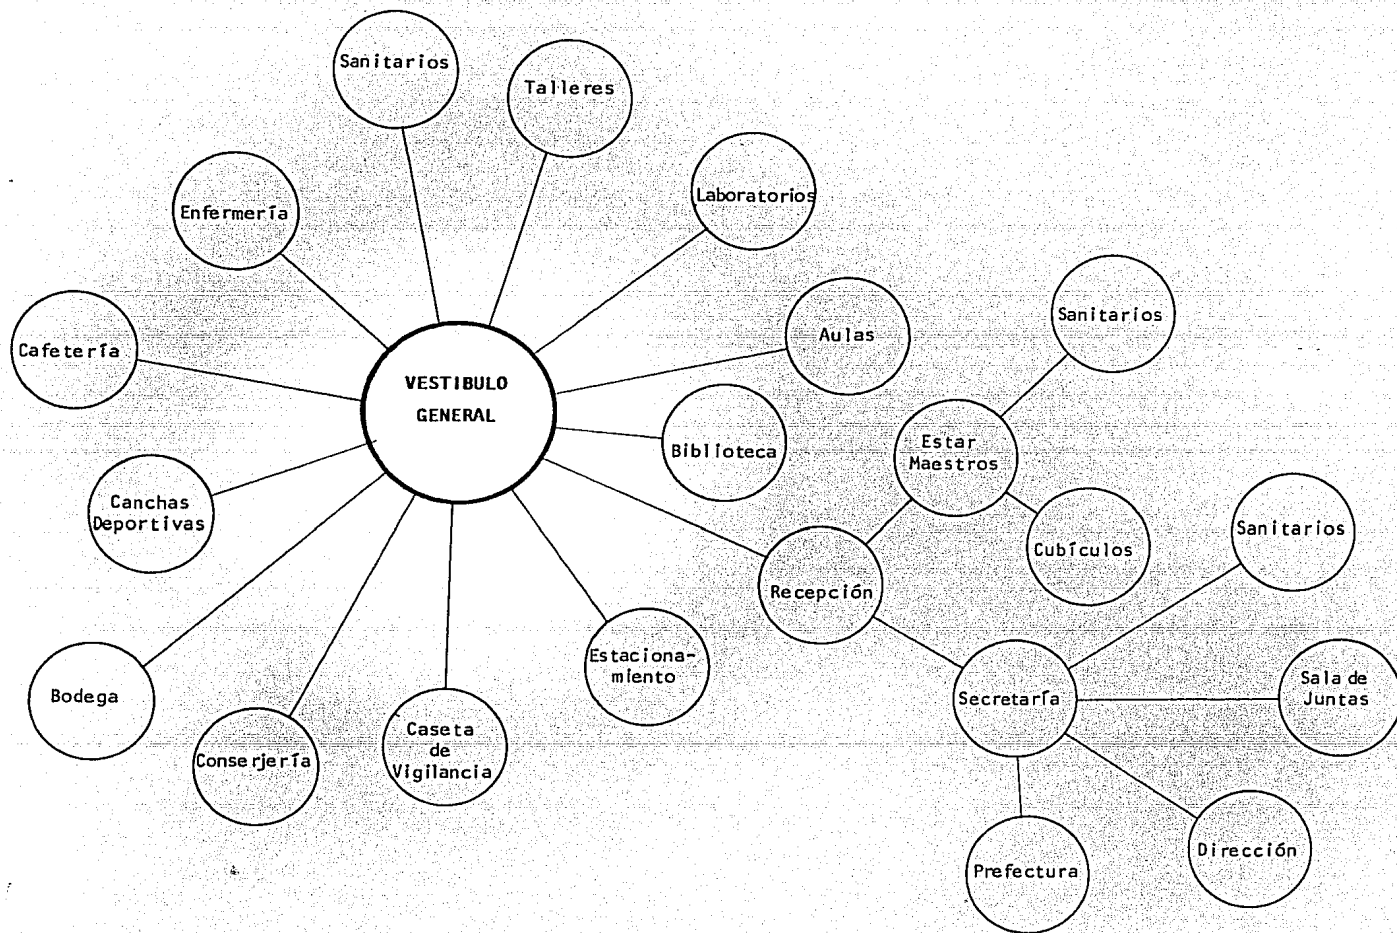 Sanitarios
Talleres
Laboratorios
Enfermería
Cafetería
VESTIBULO
GENERAL
Aulas
Sanitarios
Biblioteca
Estar
Maestros
Canchas
Deportivas
Cubículos
Sanitarios
Recepción
Estaciona-
miento
Bodega
Secretaría
Sala de
Juntas
Conserjería
Caseta
de
Vigilancia
Prefectura
Dirección